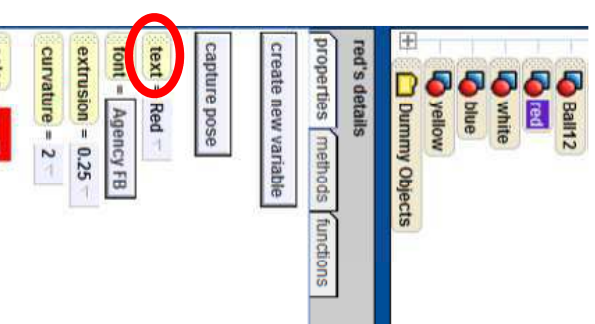 Ball12
red
white
blue
yellow
Dummy Objects
red's details
properties methods functions
create new variable
capture pose
text = Red
font = Agency FB
extrusion = 0.25
curvature = 2